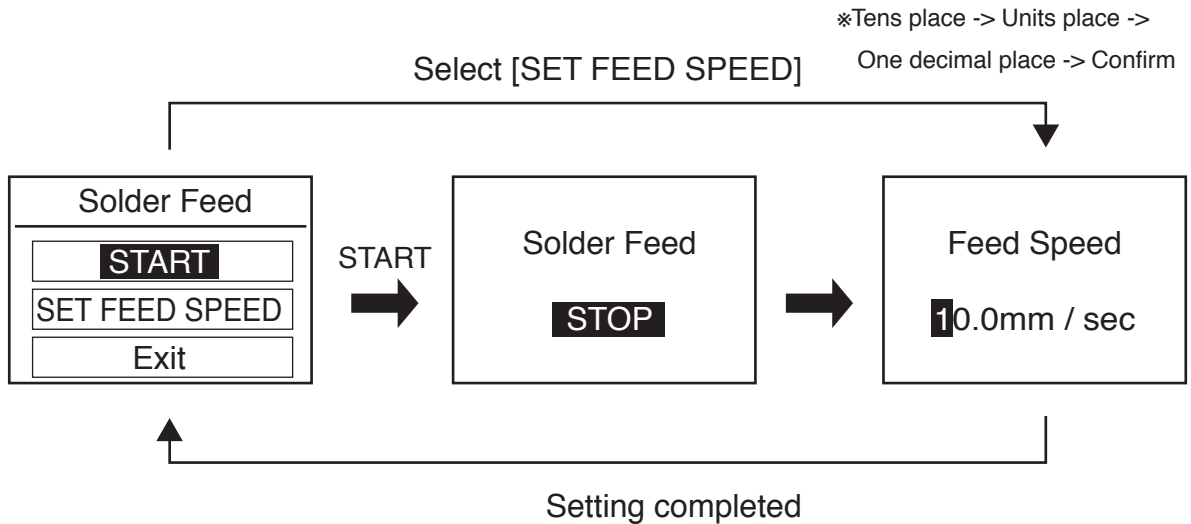 ※Tens place -> Units place ->
One decimal place -> Confirm
Select [SET FEED SPEED]
Solder Feed
START
SET FEED SPEED
Exit
START
Solder Feed
STOP
Feed Speed
10.0mm / sec
Setting completed